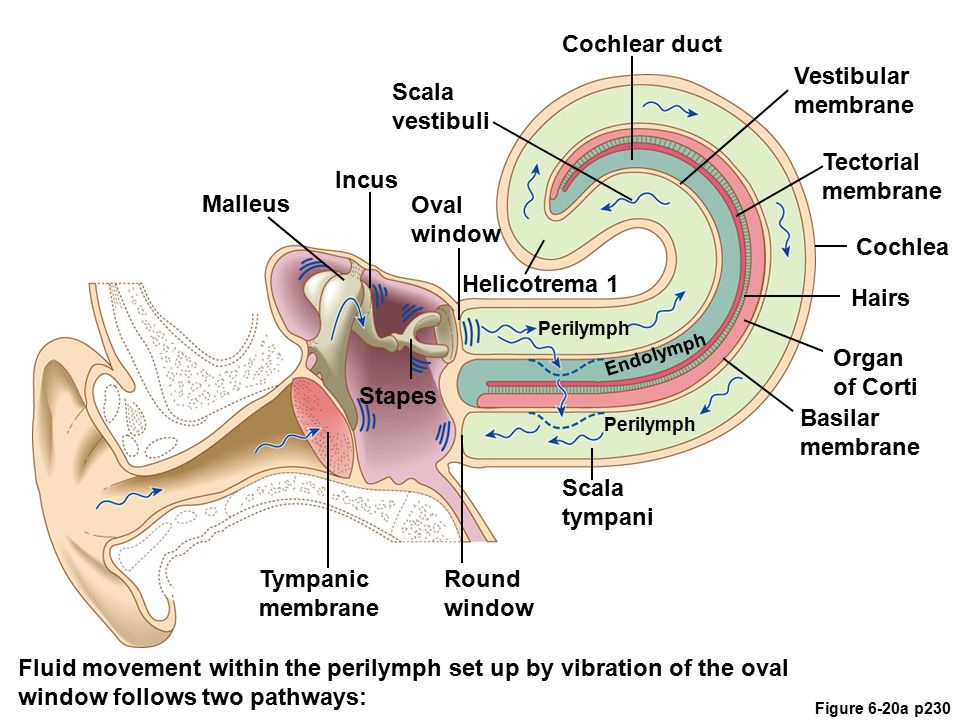 Cochlear duct
Vestibular
membrane
Scala
vestibuli
Tectorial
membrane
Incus
Malleus
Oval
window
Cochlea
Helicotrema 1
Hairs
Perilymph
Endolymph
Organ
of Corti
Stapes
Basilar
membrane
Perilymph
Scala
tympani
Tympanic
membrane
Round
window
Fluid movement within the perilymph set up by vibration of the oval
window follows two pathways:
Figure 6-20a p230